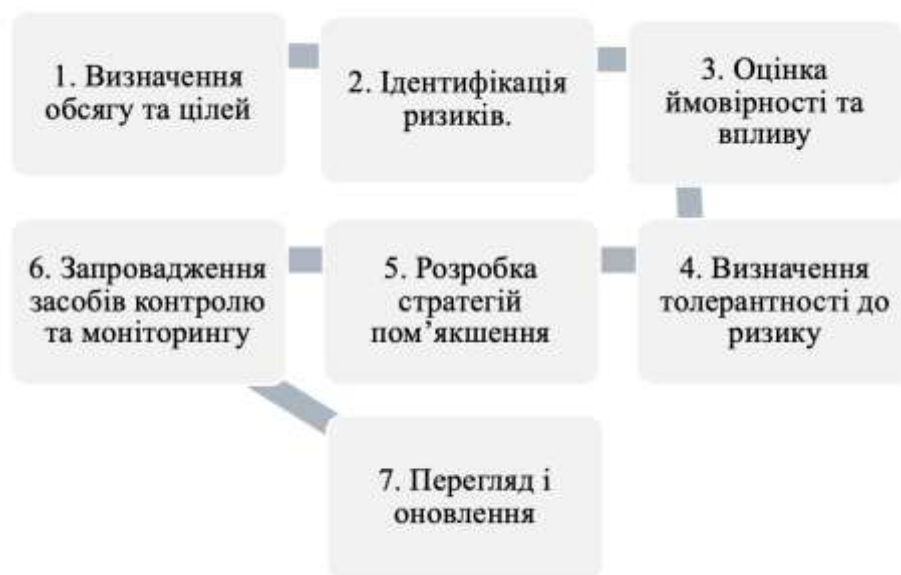 1. Визначення
обсягу та цілей
2. Ідентифікація
ризиків.
3. Оцінка
ймовірності та
впливу
4. Визначення
толерантності до
ризику
5. Розробка
стратегій
пом’якшення
6. Запровадження
засобів контролю
та моніторингу
7. Перегляд і
оновлення